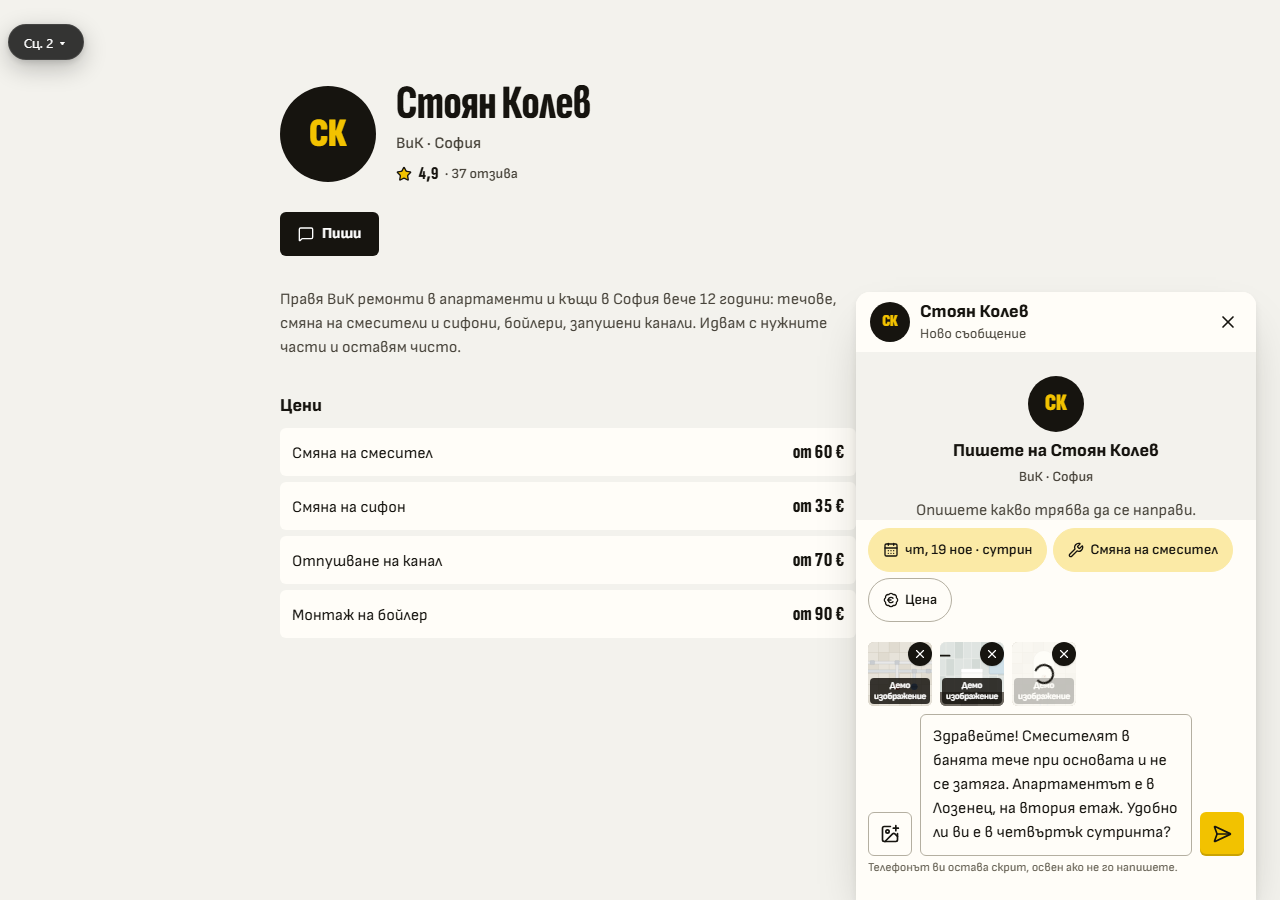 Сц. 2
СК
Стоян Колев
ВиК · София
4,9 · 37 отзива
Пиши
Правя ВиК ремонти в апартаменти и къщи в София вече 12 години: течове,
смяна на смесители и сифони, бойлери, запушени канали. Идвам с нужните
части и оставям чисто.
Цени
Смяна на смесител от 60 €
Смяна на сифон от 35 €
Отпушване на канал от 70 €
Монтаж на бойлер от 90 €
СК
Стоян Колев
Ново съобщение
СК
Пишете на Стоян Колев
ВиК · София
Опишете какво трябва да се направи.
чт, 19 ное · сутрин
Смяна на смесител
Цена
Демо
изображение
Демо
изображение
Демо
изображение
Здравейте! Смесителят в
банята тече при основата и не
се затяга. Апартаментът е в
Лозенец, на втория етаж. Удобно
ли ви е в четвъртък сутринта?
Телефонът ви остава скрит, освен ако не го напишете.